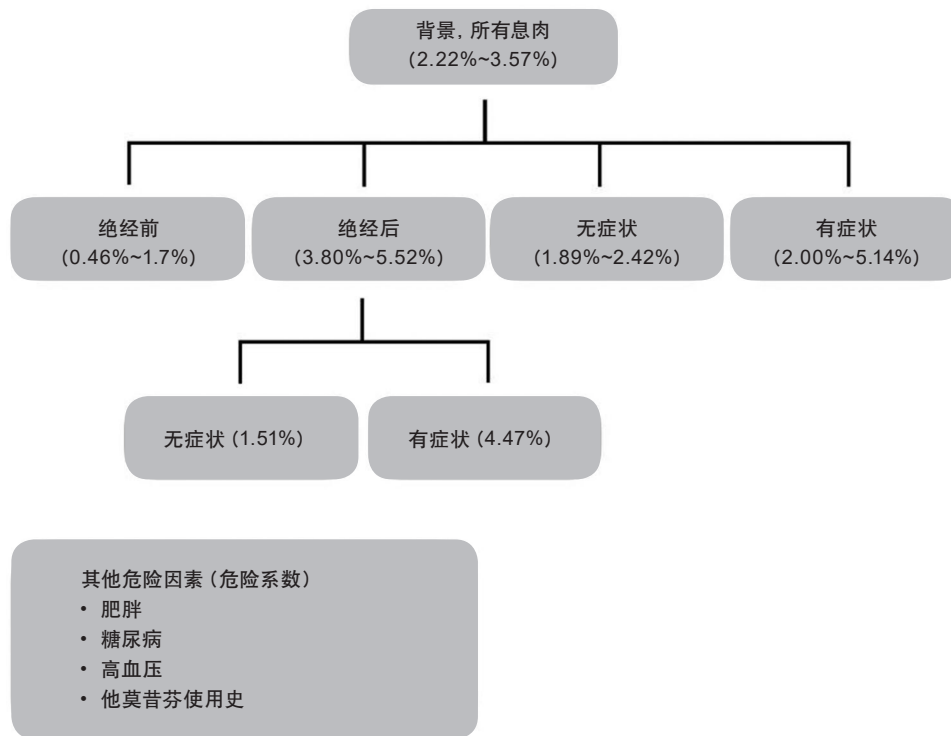 背景, 所有息肉
(2.22%~3.57%)
绝经前
(0.46%~1.7%)
绝经后
(3.80%~5.52%)
无症状
(1.89%~2.42%)
有症状
(2.00%~5.14%)
无症状 (1.51%)
有症状 (4.47%)
其他危险因素 (危险系数)
• 肥胖
• 糖尿病
• 高血压
• 他莫昔芬使用史